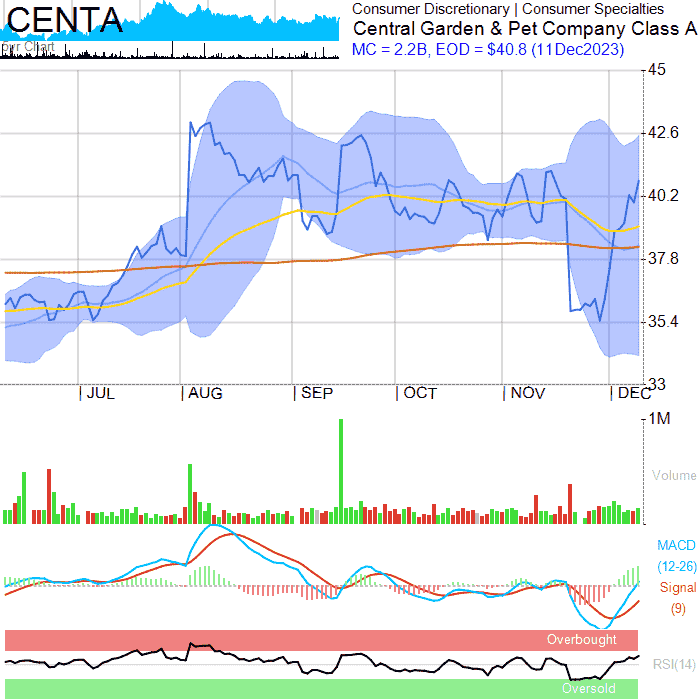 CENTA
Consumer Discretionary | Consumer Specialties
Central Garden & Pet Company Class A
MC = 2.2B, EOD = $40.8 (11Dec2023)
5yr Chart
45
42.6
40.2
37.8
35.4
33
JUL AUG SEP OCT NOV DEC
1M
Volume
MACD
(12-26)
Signal
(9)
Overbought
RSI(14)
Oversold